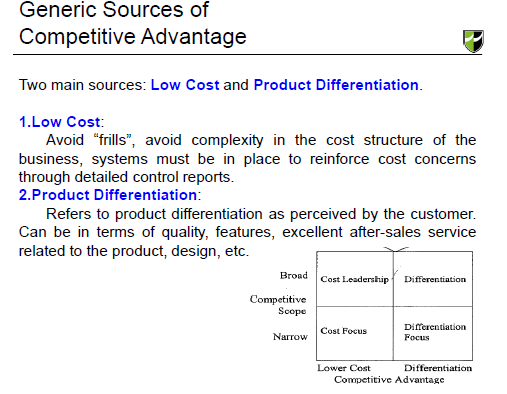 Generic Sources of
Competitive Advantage
Two main sources: Low Cost and Product Differentiation.
1.Low Cost:
Avoid “frills”, avoid complexity in the cost structure of the
business, systems must be in place to reinforce cost concerns
through detailed control reports.
2.Product Differentiation:
Refers to product differentiation as perceived by the customer.
Can be in terms of quality, features, excellent after-sales service
related to the product, design, etc.
Broad
Cost Leadership
Differentiation
Competitive
Scope
Narrow
Cost Focus
Differentiation
Focus
Lower Cost
Differentiation
Competitive Advantage